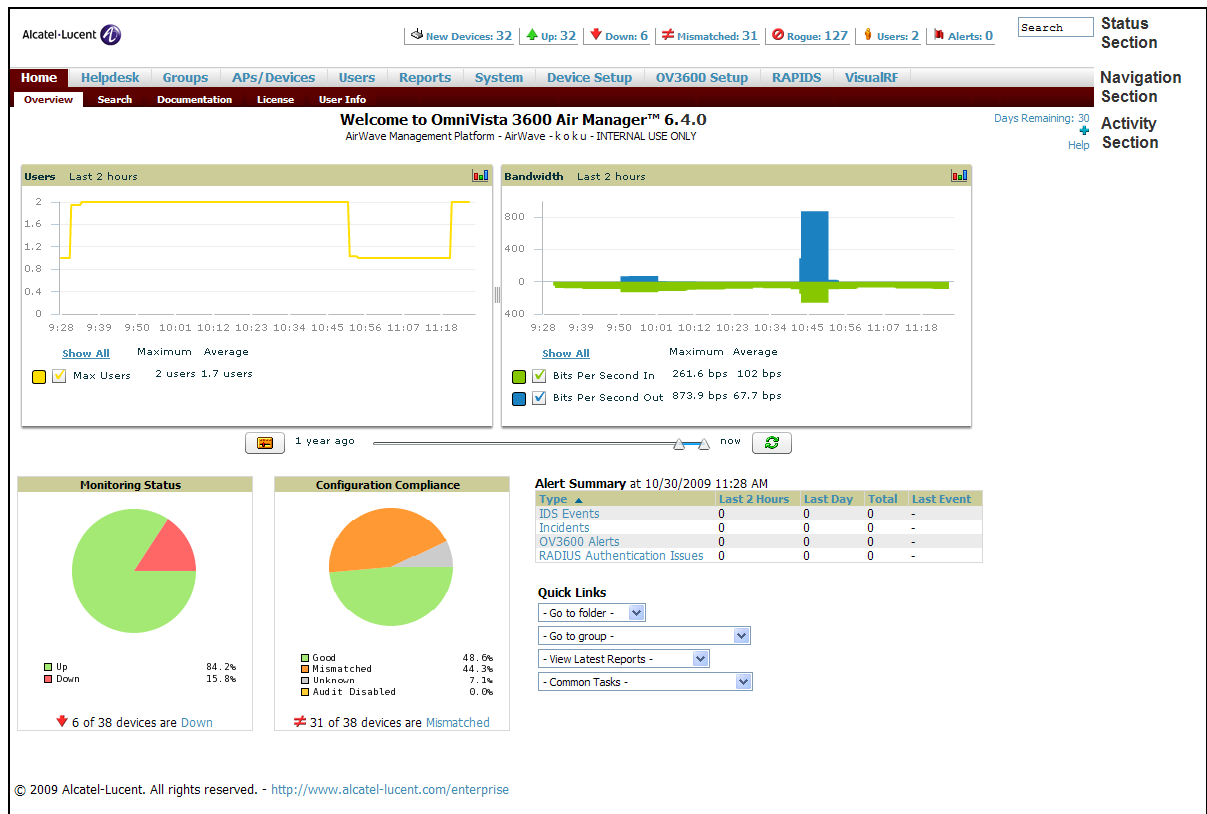 Alcatel·Lucent
New Devices: 32 Up: 32 Down: 6 Mismatched: 31 Rogue: 127 Users: 2 Alerts: 0
Search
Status
Section
Home Helpdesk Groups APs/Devices Users Reports System Device Setup OV3600 Setup RAPIDS VisualRF
Overview Search Documentation License User Info
Navigation
Section
Welcome to OmniVista 3600 Air Manager™ 6.4.0
AirWave Management Platform - AirWave - k o k u - INTERNAL USE ONLY
Days Remaining: 30
Help
Activity
Section
Users Last 2 hours
2
1.6
1.2
0.8
0.4
0
9:28 9:39 9:50 10:01 10:12 10:23 10:34 10:45 10:56 11:07 11:18
Show All Maximum Average
Max Users 2 users 1.7 users
Bandwidth Last 2 hours
800
400
0
400
9:28 9:39 9:50 10:01 10:12 10:23 10:34 10:45 10:56 11:07 11:18
Show All Maximum Average
Bits Per Second In 261.6 bps 102 bps
Bits Per Second Out 873.9 bps 67.7 bps
1 year ago now
Monitoring Status
Up 84.2%
Down 15.8%
6 of 38 devices are Down
Configuration Compliance
Good 48.6%
Mismatched 44.3%
Unknown 7.1%
Audit Disabled 0.0%
31 of 38 devices are Mismatched
Alert Summary at 10/30/2009 11:28 AM
Type Last 2 Hours Last Day Total Last Event
IDS Events 0 0 0 -
Incidents 0 0 0 -
OV3600 Alerts 0 0 0 -
RADIUS Authentication Issues 0 0 0 -
Quick Links
- Go to folder -
- Go to group -
- View Latest Reports -
- Common Tasks -
© 2009 Alcatel-Lucent. All rights reserved. - http://www.alcatel-lucent.com/enterprise